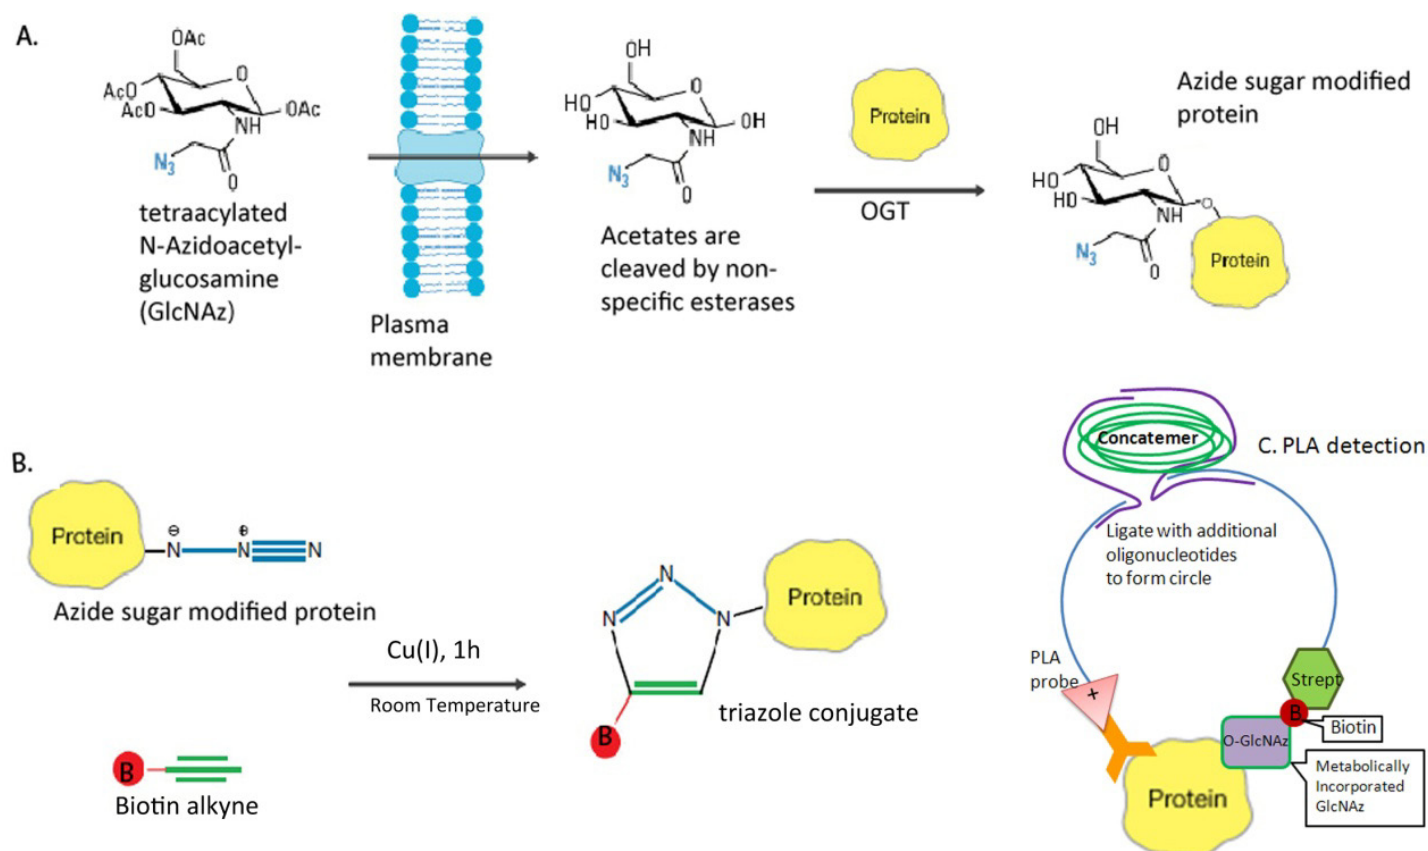 A.
OAc
O
AcO
AcO
OAc
NH
N3
O
tetraacylated
N-Azidoacetyl-
glucosamine
(GlcNAz)
Plasma
membrane
OH
O
HO
HO
OH
NH
N3
O
Acetates are
cleaved by non-
specific esterases
Protein
OGT
Azide sugar modified
protein
OH
O
HO
HO
O
NH
N3
O
Protein
B.
Protein
⊖
⊕
N
N
N
Azide sugar modified protein
B
Biotin alkyne
Cu(I), 1h
Room Temperature
N
N
N
Protein
B
triazole conjugate
C. PLA detection
Concatemer
Ligate with additional
oligonucleotides
to form circle
PLA
probe
+
Strept
B
Biotin
O-GlcNAz
Metabolically
Incorporated
GlcNAz
Protein